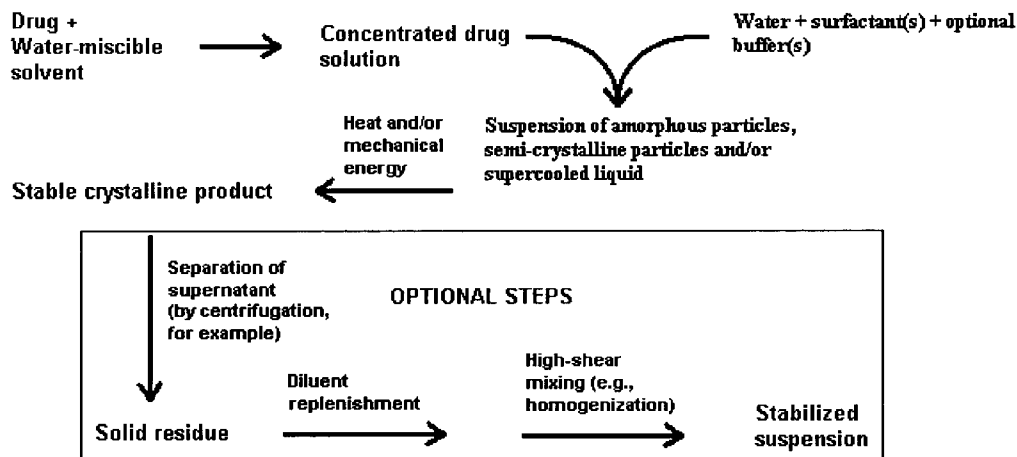 Drug +
Water-miscible
solvent
Concentrated drug
solution
Water + surfactant(s) + optional
buffer(s)
Heat and/or
mechanical
energy
Suspension of amorphous particles,
semi-crystalline particles and/or
supercooled liquid
Stable crystalline product
Separation of
supernatant
(by centrifugation,
for example)
OPTIONAL STEPS
Solid residue
Diluent
replenishment
High-shear
mixing (e.g.,
homogenization)
Stabilized
suspension